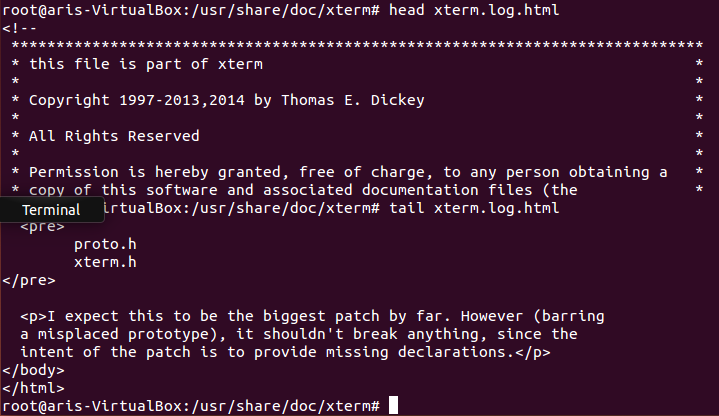 root@aris-VirtualBox:/usr/share/doc/xterm# head xterm.log.html
<!--
 ****************************************************************************
 * this file is part of xterm                                               *
 *                                                                          *
 * Copyright 1997-2013,2014 by Thomas E. Dickey                             *
 *                                                                          *
 * All Rights Reserved                                                      *
 *                                                                          *
 * Permission is hereby granted, free of charge, to any person obtaining a  *
 * copy of this software and associated documentation files (the            *
Terminal
irtualBox:/usr/share/doc/xterm# tail xterm.log.html
  <pre>
        proto.h
        xterm.h
</pre>

  <p>I expect this to be the biggest patch by far. However (barring
  a misplaced prototype), it shouldn't break anything, since the
  intent of the patch is to provide missing declarations.</p>
</body>
</html>
root@aris-VirtualBox:/usr/share/doc/xterm#